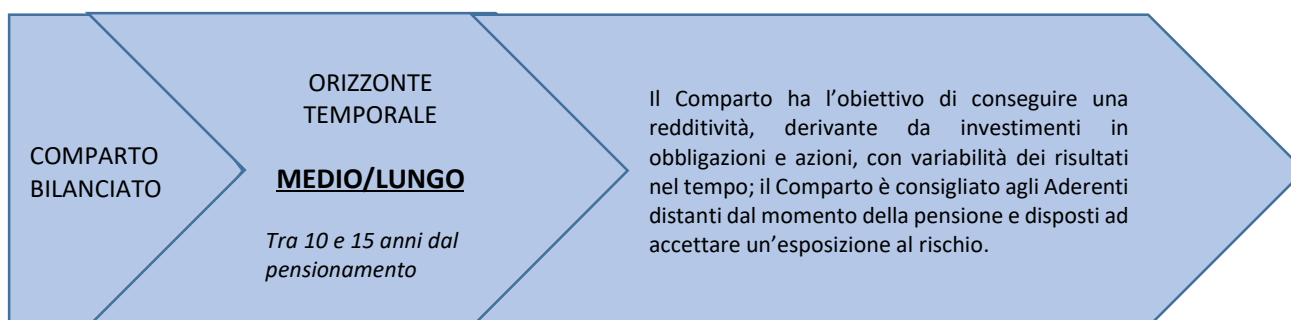 COMPARTO
BILANCIATO
ORIZZONTE
TEMPORALE
MEDIO/LUNGO
Tra 10 e 15 anni dal
pensionamento
Il Comparto ha l’obiettivo di conseguire una
redditività, derivante da investimenti in
obbligazioni e azioni, con variabilità dei risultati
nel tempo; il Comparto è consigliato agli Aderenti
distanti dal momento della pensione e disposti ad
accettare un’esposizione al rischio.